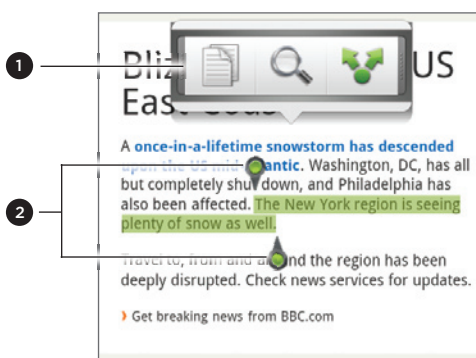 1
Bliz US
East Coas
A once-in-a-lifetime snowstorm has descended
upon the US mid-atlantic. Washington, DC, has all
but completely shut down, and Philadelphia has
also been affected. The New York region is seeing
plenty of snow as well.
2
Travel to, from and around the region has been
deeply disrupted. Check news services for updates.
› Get breaking news from BBC.com